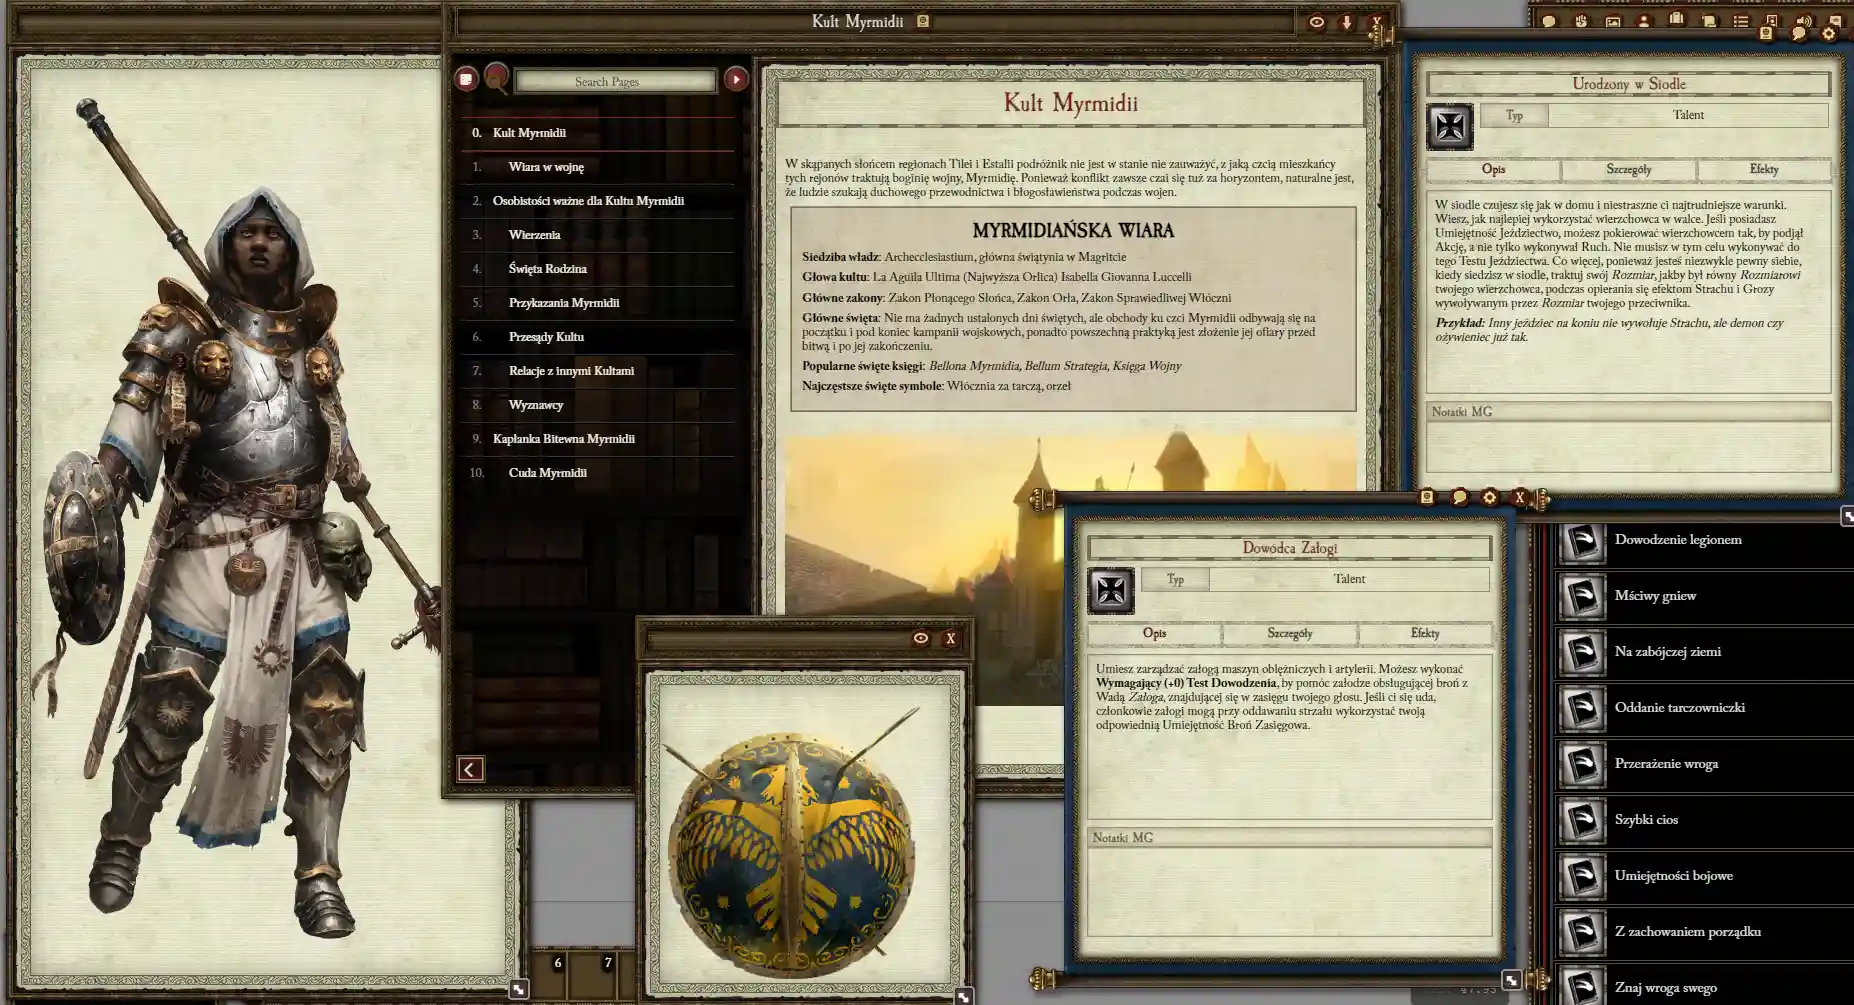 Kult Myrmidii
Search Pages
0. Kult Myrmidii
1. Wiara w wojnę
2. Osobistości ważne dla Kultu Myrmidii
3. Wierzenia
4. Święta Rodzina
5. Przykazania Myrmidii
6. Przesądy Kultu
7. Relacje z innymi Kultami
8. Wyznawcy
9. Kapłanka Bitewna Myrmidii
10. Cuda Myrmidii
Kult Myrmidii
W skąpanych słońcem regionach Tilei i Estalii podróżnik nie jest w stanie nie zauważyć, z jaką czcią mieszkańcy
tych rejonów traktują boginię wojny, Myrmidię. Ponieważ konflikt zawsze czai się tuż za horyzontem, naturalne jest,
że ludzie szukają duchowego przewodnictwa i błogosławieństwa podczas wojen.
MYRMIDIAŃSKA WIARA
Siedziba władz: Archecclesiastium, główna świątynia w Magritcie
Głowa kultu: La Aguila Ultima (Najwyższa Orlica) Isabella Giovanna Luccelli
Główne zakony: Zakon Płonącego Słońca, Zakon Orła, Zakon Sprawiedliwej Włóczni
Główne święta: Nie ma żadnych ustalonych dni świętych, ale obchody ku czci Myrmidii odbywają się na
początku i pod koniec kampanii wojskowych, ponadto powszechną praktyką jest złożenie jej ofiary przed
bitwą i po jej zakończeniu.
Popularne święte księgi: Bellona Myrmidia, Bellum Strategia, Księga Wojny
Najczęstsze święte symbole: Włócznia za tarczą, orzeł
Urodzony w Siodle
Typ
Talent
Opis
Szczegóły
Efekty
W siodle czujesz się jak w domu i niestraszne ci najtrudniejsze warunki.
Wiesz, jak najlepiej wykorzystać wierzchowca w walce. Jeśli posiadasz
Umiejętność Jeździectwo, możesz pokierować wierzchowcem tak, by podjął
Akcję, a nie tylko wykonywał Ruch. Nie musisz w tym celu wykonywać do
tego Testu Jeździectwa. Co więcej, ponieważ jesteś niezwykle pewny siebie,
kiedy siedzisz w siodle, traktuj swój Rozmiar, jakby był równy Rozmiarowi
twojego wierzchowca, podczas opierania się efektom Strachu i Grozy
wywoływanym przez Rozmiar twojego przeciwnika.
Przykład: Inny jeździec na koniu nie wywołuje Strachu, ale demon czy
ożywieniec już tak.
Notatki MG
Dowódca Załogi
Typ
Talent
Opis
Szczegóły
Efekty
Umiesz zarządzać załogą maszyn oblężniczych i artylerii. Możesz wykonać
Wymagający (+0) Test Dowodzenia, by pomóc załodze obsługującej broń z
Wadą Załoga, znajdującej się w zasięgu twojego głosu. Jeśli ci się uda,
członkowie załogi mogą przy oddawaniu strzału wykorzystać twoją
odpowiednią Umiejętność Broń Zasięgowa.
Notatki MG
Dowodzenie legionem
Mściwy gniew
Na zabójczej ziemi
Oddanie tarczowniczki
Przerażenie wroga
Szybki cios
Umiejętności bojowe
Z zachowaniem porządku
Znaj wroga swego
6
7